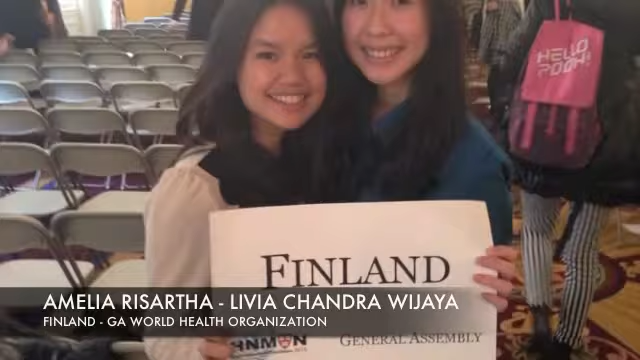 HELLO
POOH!
FINLAND
AMELIA RISARTHA - LIVIA CHANDRA WIJAYA
FINLAND - GA WORLD HEALTH ORGANIZATION
GENERAL ASSEMBLY